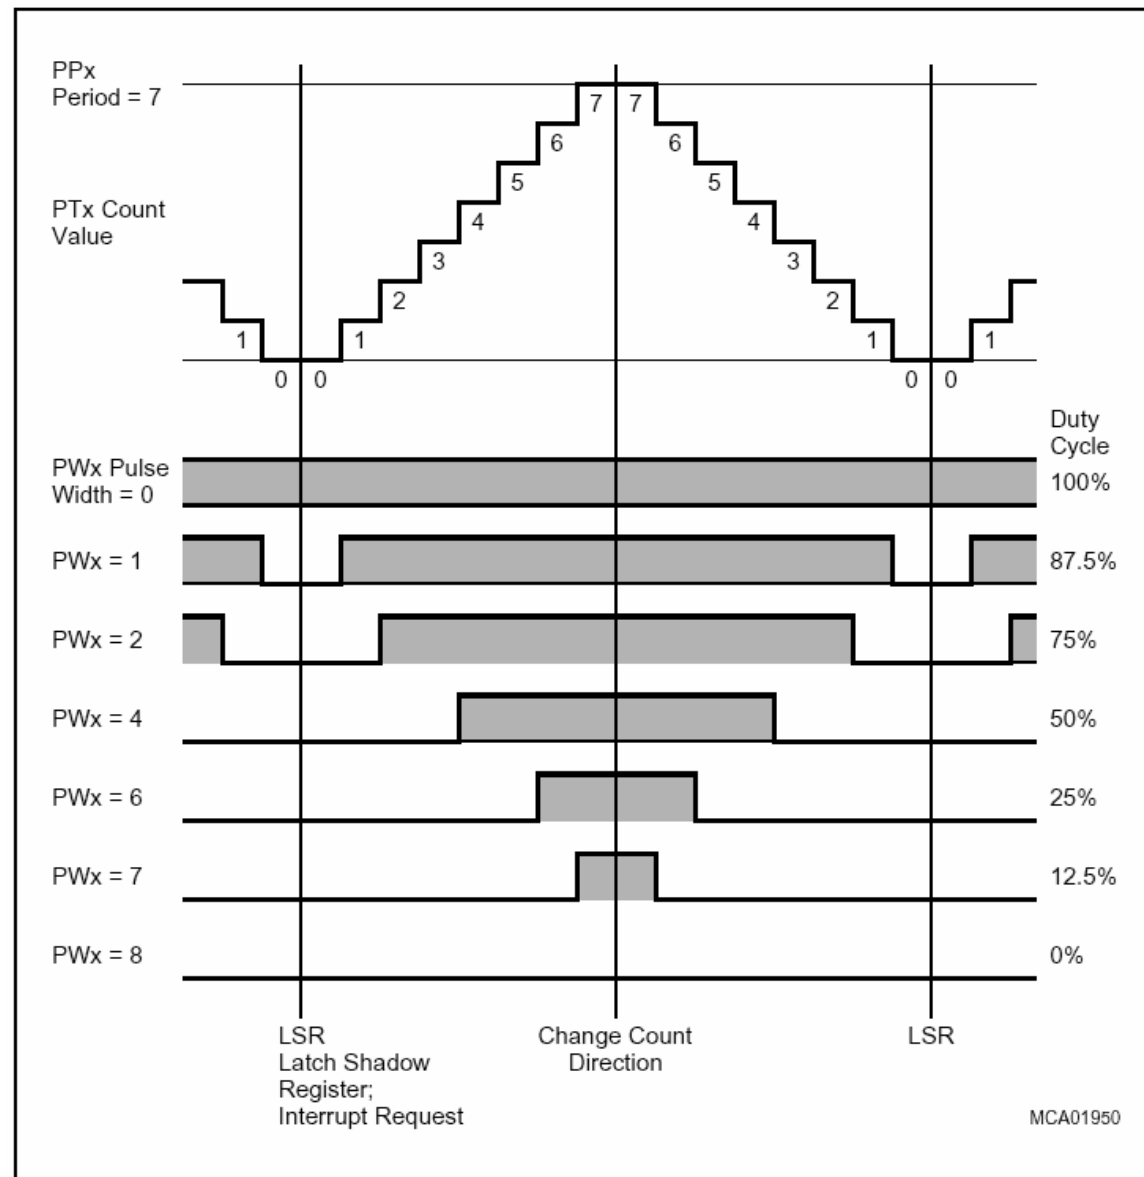 PPx
Period = 7
7 7
6 6
5 5
PTx Count
Value
4 4
3 3
2 2
1 1 1 1
0 0 0 0
Duty
Cycle
PWx Pulse
Width = 0
100%
PWx = 1
87.5%
PWx = 2
75%
PWx = 4
50%
PWx = 6
25%
PWx = 7
12.5%
PWx = 8
0%
LSR
Latch Shadow
Register;
Interrupt Request
Change Count
Direction
LSR
MCA01950